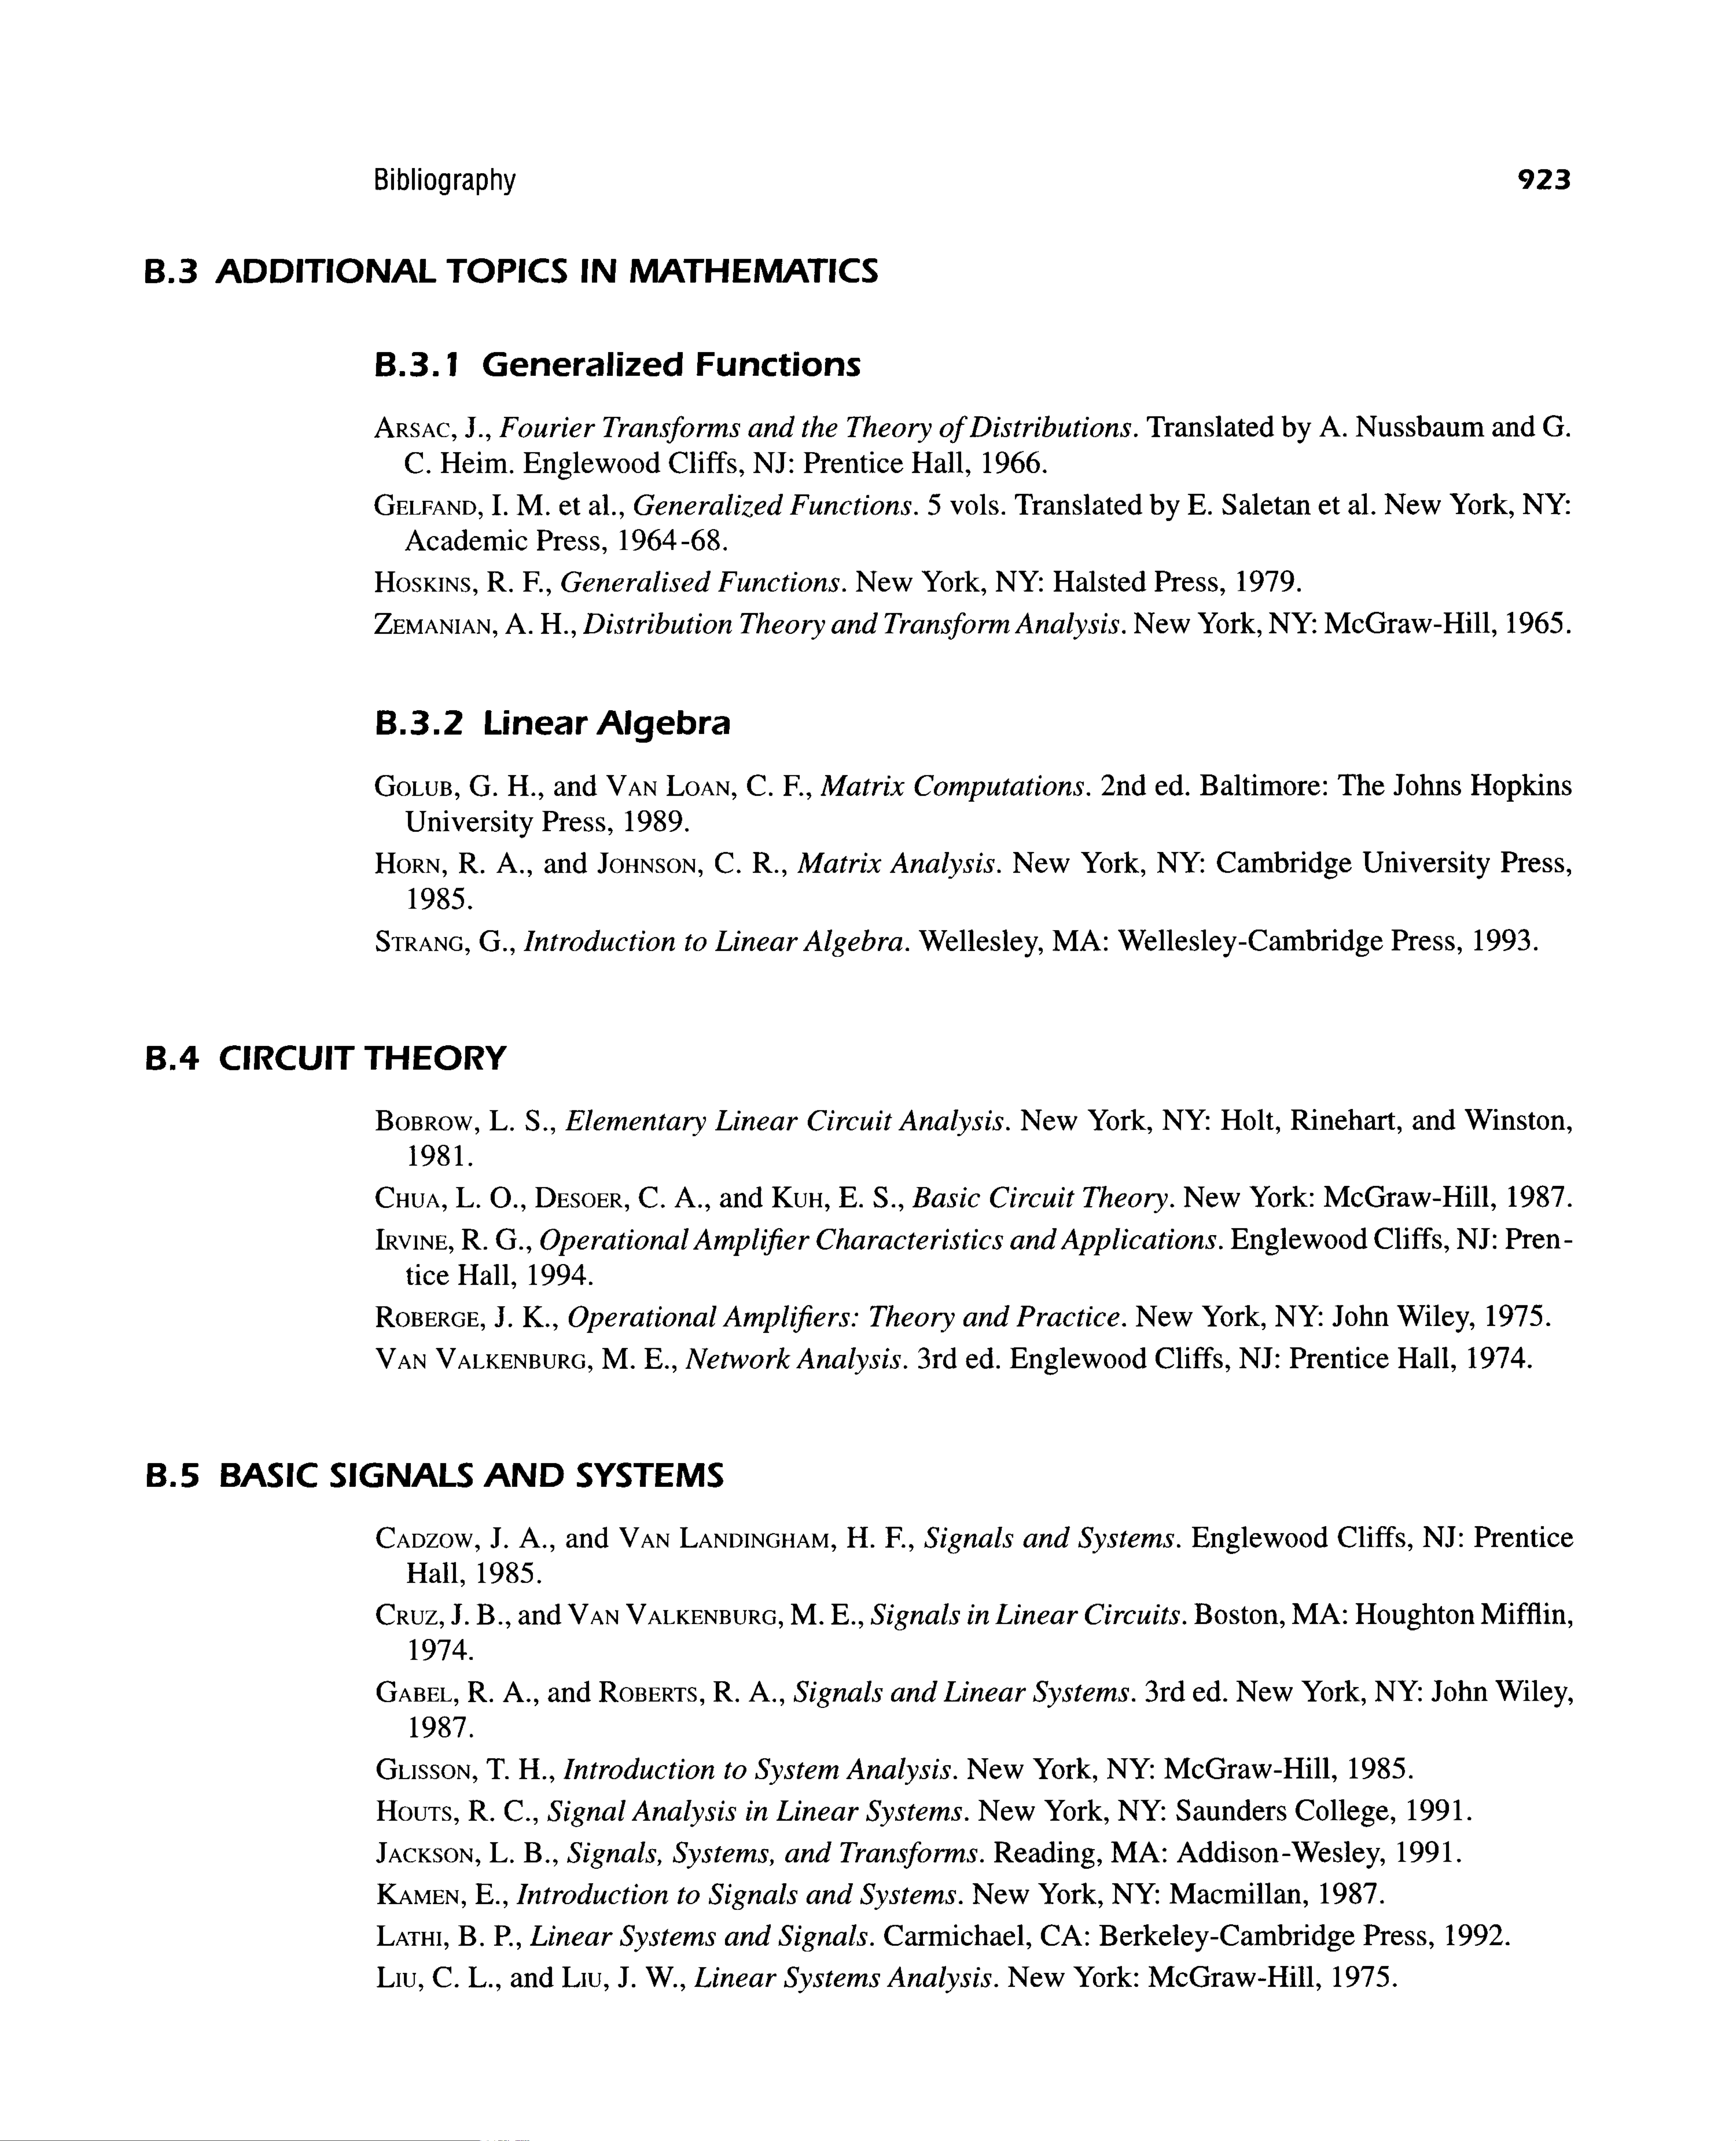 Bibliography 923
B.3 ADDITIONAL TOPICS IN MATHEMATICS
B.3.1 Generalized Functions
ARSAC, J., Fourier Transforms and the Theory of Distributions. Translated by A. Nussbaum and G.
C. Heim. Englewood Cliffs, NJ: Prentice Hall, 1966.
GELFAND, I. M. et al., Generalized Functions. 5 vols. Translated by E. Saletan et al. New York, NY:
Academic Press, 1964-68.
HOSKINS, R. F., Generalised Functions. New York, NY: Halsted Press, 1979.
ZEMANIAN, A. H., Distribution Theory and Transform Analysis. New York, NY: McGraw-Hill, 1965.
B.3.2 Linear Algebra
GOLUB, G. H., and VAN LOAN, C. F., Matrix Computations. 2nd ed. Baltimore: The Johns Hopkins
University Press, 1989.
HORN, R. A., and JOHNSON, C. R., Matrix Analysis. New York, NY: Cambridge University Press,
1985.
STRANG, G., Introduction to Linear Algebra. Wellesley, MA: Wellesley-Cambridge Press, 1993.
B.4 CIRCUIT THEORY
BOBROW, L. S., Elementary Linear Circuit Analysis. New York, NY: Holt, Rinehart, and Winston,
1981.
CHUA, L. O., DESOER, C. A., and KUH, E. S., Basic Circuit Theory. New York: McGraw-Hill, 1987.
IRVINE, R. G., Operational Amplifier Characteristics and Applications. Englewood Cliffs, NJ: Pren-
tice Hall, 1994.
ROBERGE, J. K., Operational Amplifiers: Theory and Practice. New York, NY: John Wiley, 1975.
VAN VALKENBURG, M. E., Network Analysis. 3rd ed. Englewood Cliffs, NJ: Prentice Hall, 1974.
B.5 BASIC SIGNALS AND SYSTEMS
CADZOW, J. A., and VAN LANDINGHAM, H. F., Signals and Systems. Englewood Cliffs, NJ: Prentice
Hall, 1985.
CRUZ, J. B., and VAN VALKENBURG, M. E., Signals in Linear Circuits. Boston, MA: Houghton Mifflin,
1974.
GABEL, R. A., and ROBERTS, R. A., Signals and Linear Systems. 3rd ed. New York, NY: John Wiley,
1987.
GLISSON, T. H., Introduction to System Analysis. New York, NY: McGraw-Hill, 1985.
HOUTS, R. C., Signal Analysis in Linear Systems. New York, NY: Saunders College, 1991.
JACKSON, L. B., Signals, Systems, and Transforms. Reading, MA: Addison-Wesley, 1991.
KAMEN, E., Introduction to Signals and Systems. New York, NY: Macmillan, 1987.
LATHI, B. P., Linear Systems and Signals. Carmichael, CA: Berkeley-Cambridge Press, 1992.
LIU, C. L., and LIU, J. W., Linear Systems Analysis. New York: McGraw-Hill, 1975.